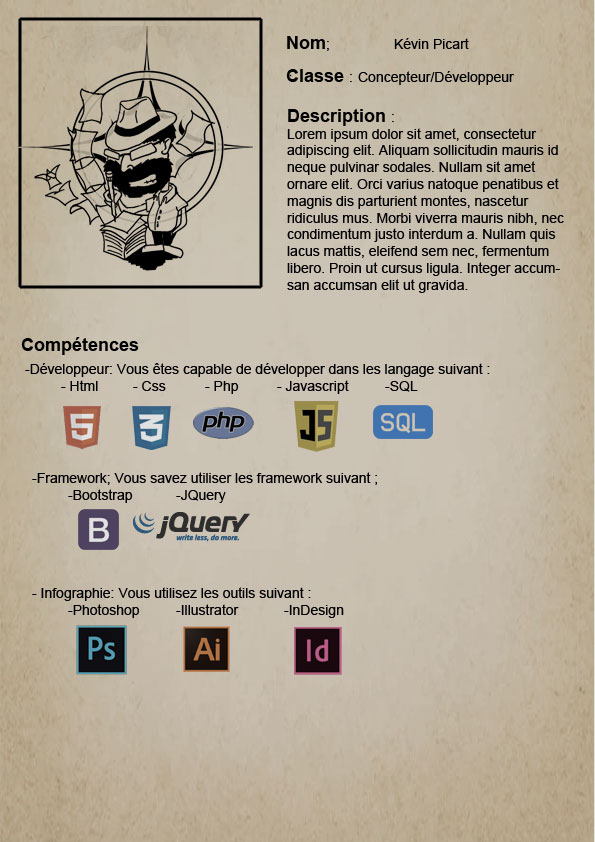 Nom; Kévin Picart
Classe : Concepteur/Développeur
Description :
Lorem ipsum dolor sit amet, consectetur
adipiscing elit. Aliquam sollicitudin mauris id
neque pulvinar sodales. Nullam sit amet
ornare elit. Orci varius natoque penatibus et
magnis dis parturient montes, nascetur
ridiculus mus. Morbi viverra mauris nibh, nec
condimentum justo interdum a. Nullam quis
lacus mattis, eleifend sem nec, fermentum
libero. Proin ut cursus ligula. Integer accum-
san accumsan elit ut gravida.
Compétences
-Développeur: Vous êtes capable de développer dans les langage suivant :
- Html - Css - Php - Javascript -SQL
5 3 php JS SQL
-Framework; Vous savez utiliser les framework suivant ;
-Bootstrap -JQuery
B jQuery
write less, do more.
- Infographie: Vous utilisez les outils suivant :
-Photoshop -Illustrator -InDesign
Ps Ai Id